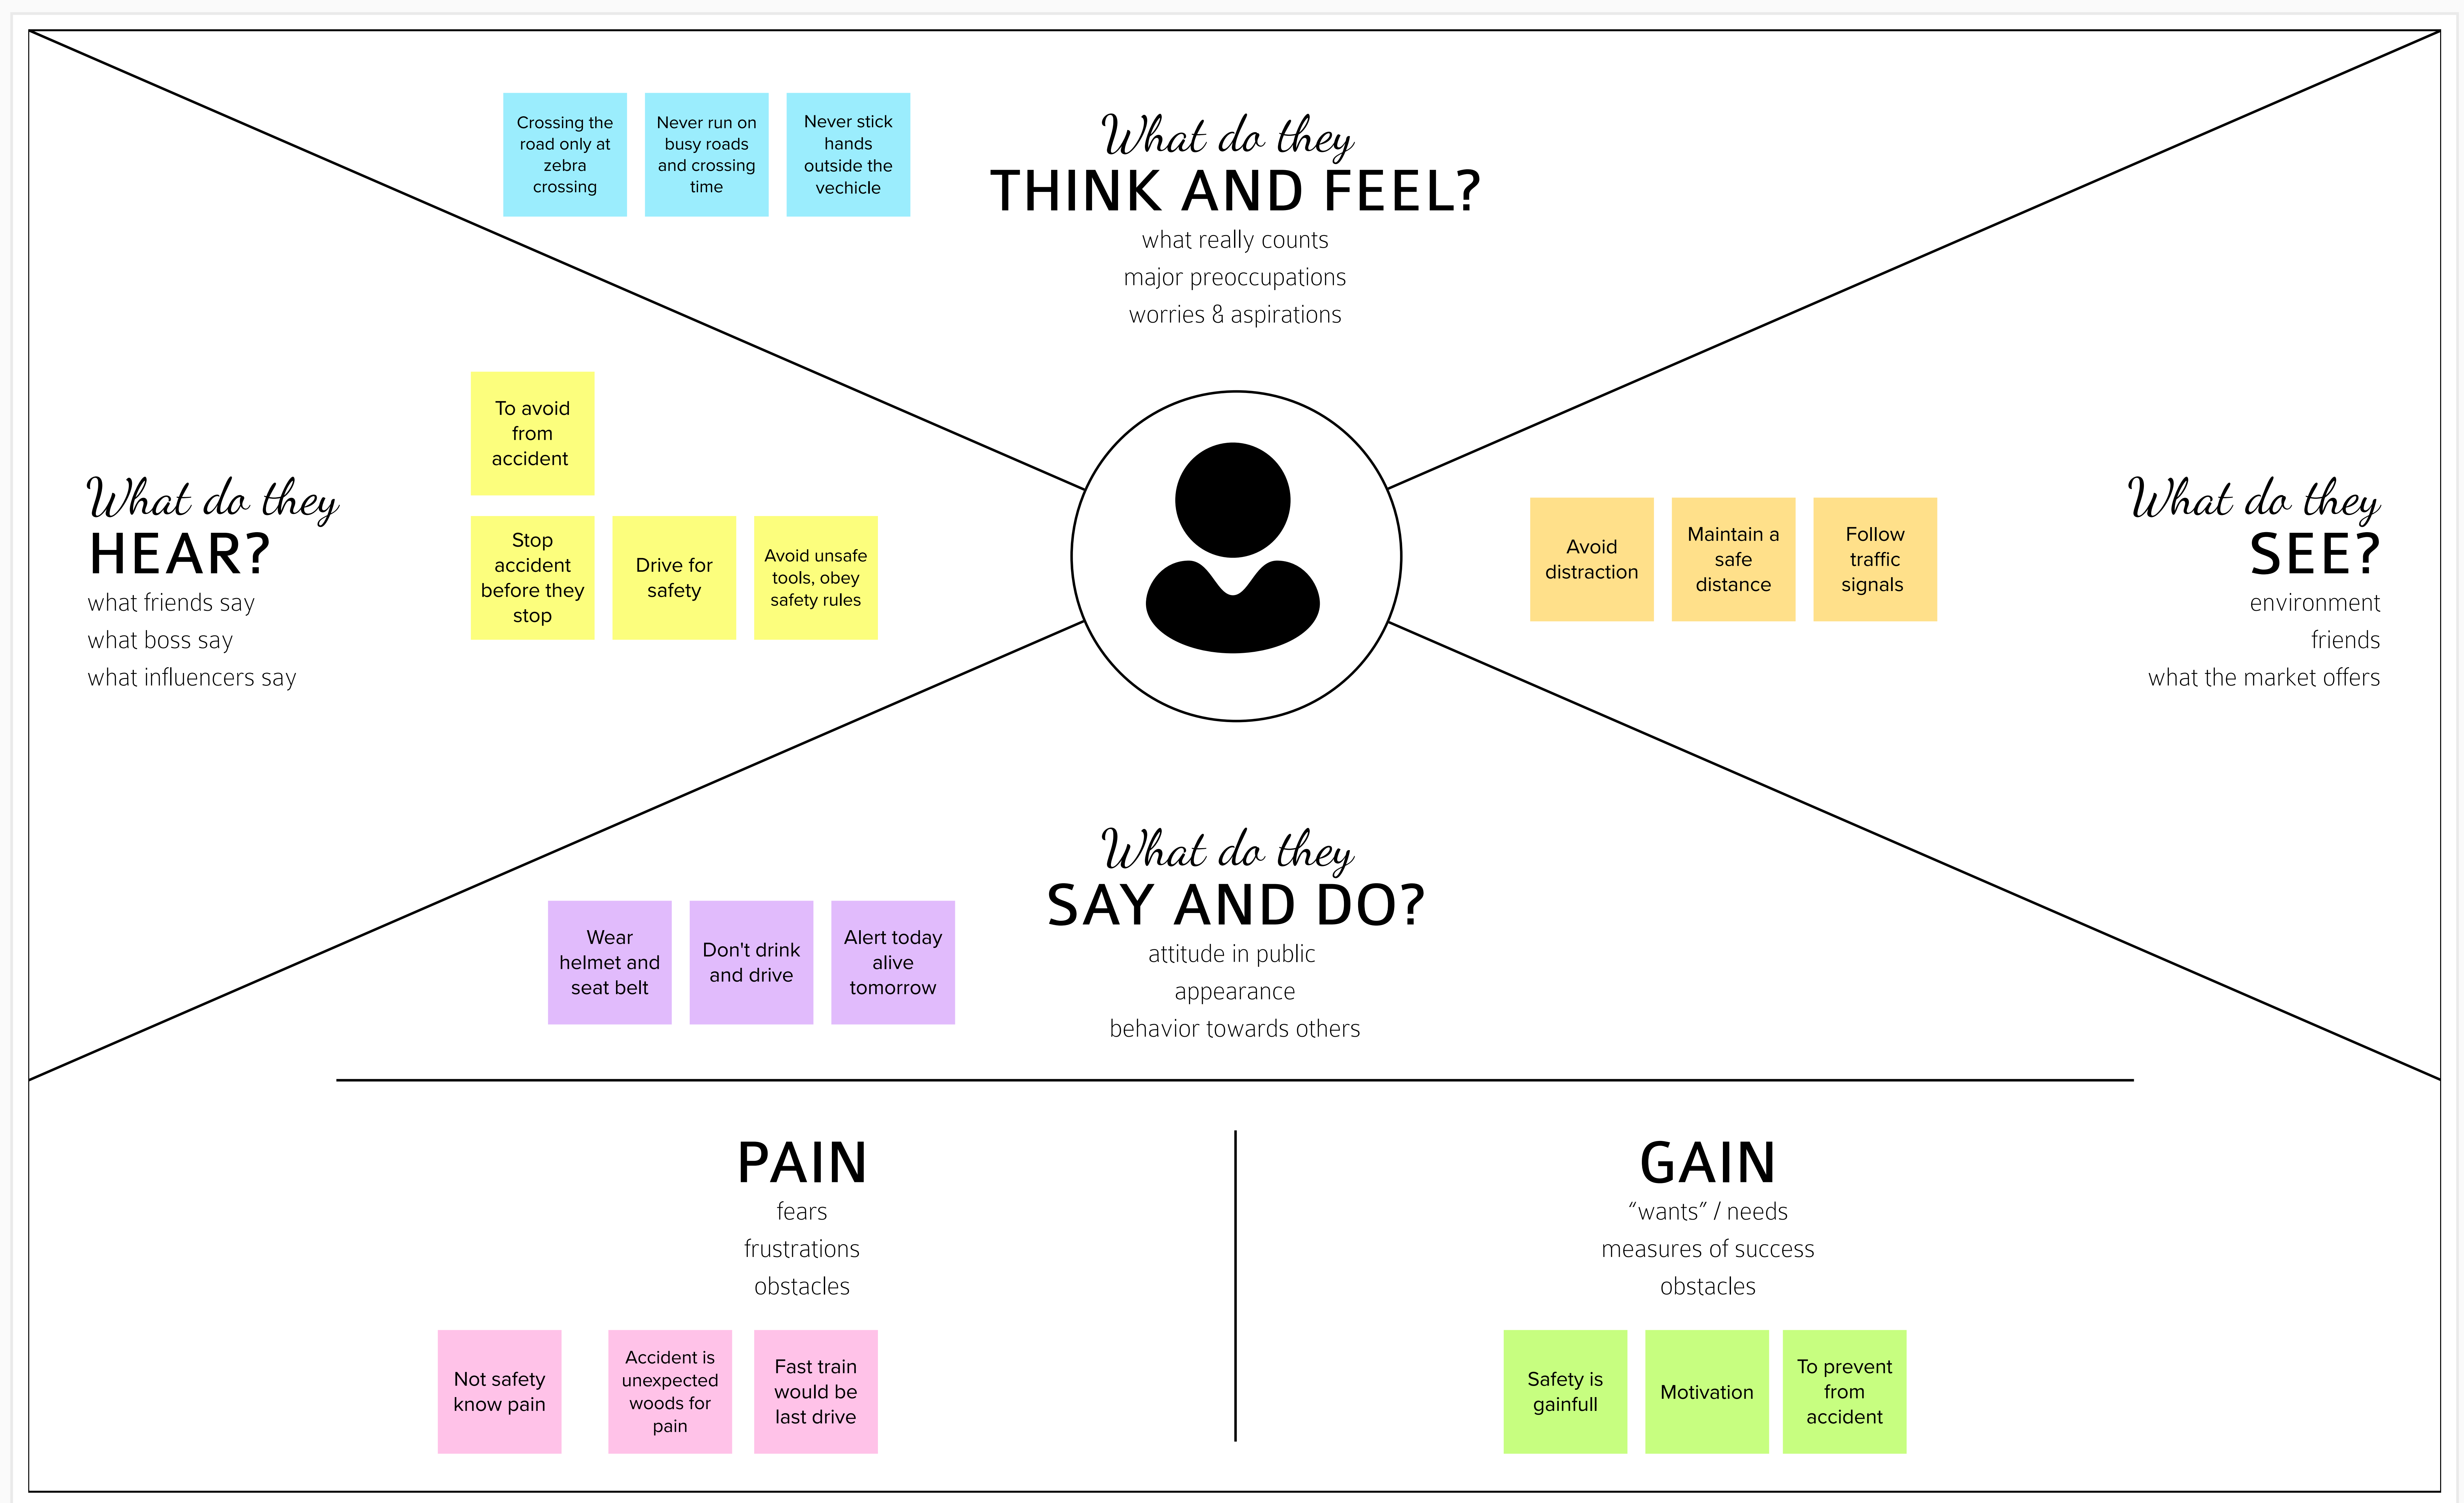 Crossing the
road only at
zebra
crossing
Never run on
busy roads
and crossing
time
Never stick
hands
outside the
vechicle
What do they
THINK AND FEEL?
what really counts
major preoccupations
worries & aspirations
What do they
HEAR?
what friends say
what boss say
what influencers say
To avoid
from
accident
Stop
accident
before they
stop
Drive for
safety
Avoid unsafe
tools, obey
safety rules
Avoid
distraction
Maintain a
safe
distance
Follow
traffic
signals
What do they
SEE?
environment
friends
what the market offers
What do they
SAY AND DO?
attitude in public
appearance
behavior towards others
Wear
helmet and
seat belt
Don't drink
and drive
Alert today
alive
tomorrow
PAIN
fears
frustrations
obstacles
Not safety
know pain
Accident is
unexpected
woods for
pain
Fast train
would be
last drive
GAIN
“wants” / needs
measures of success
obstacles
Safety is
gainfull
Motivation
To prevent
from
accident